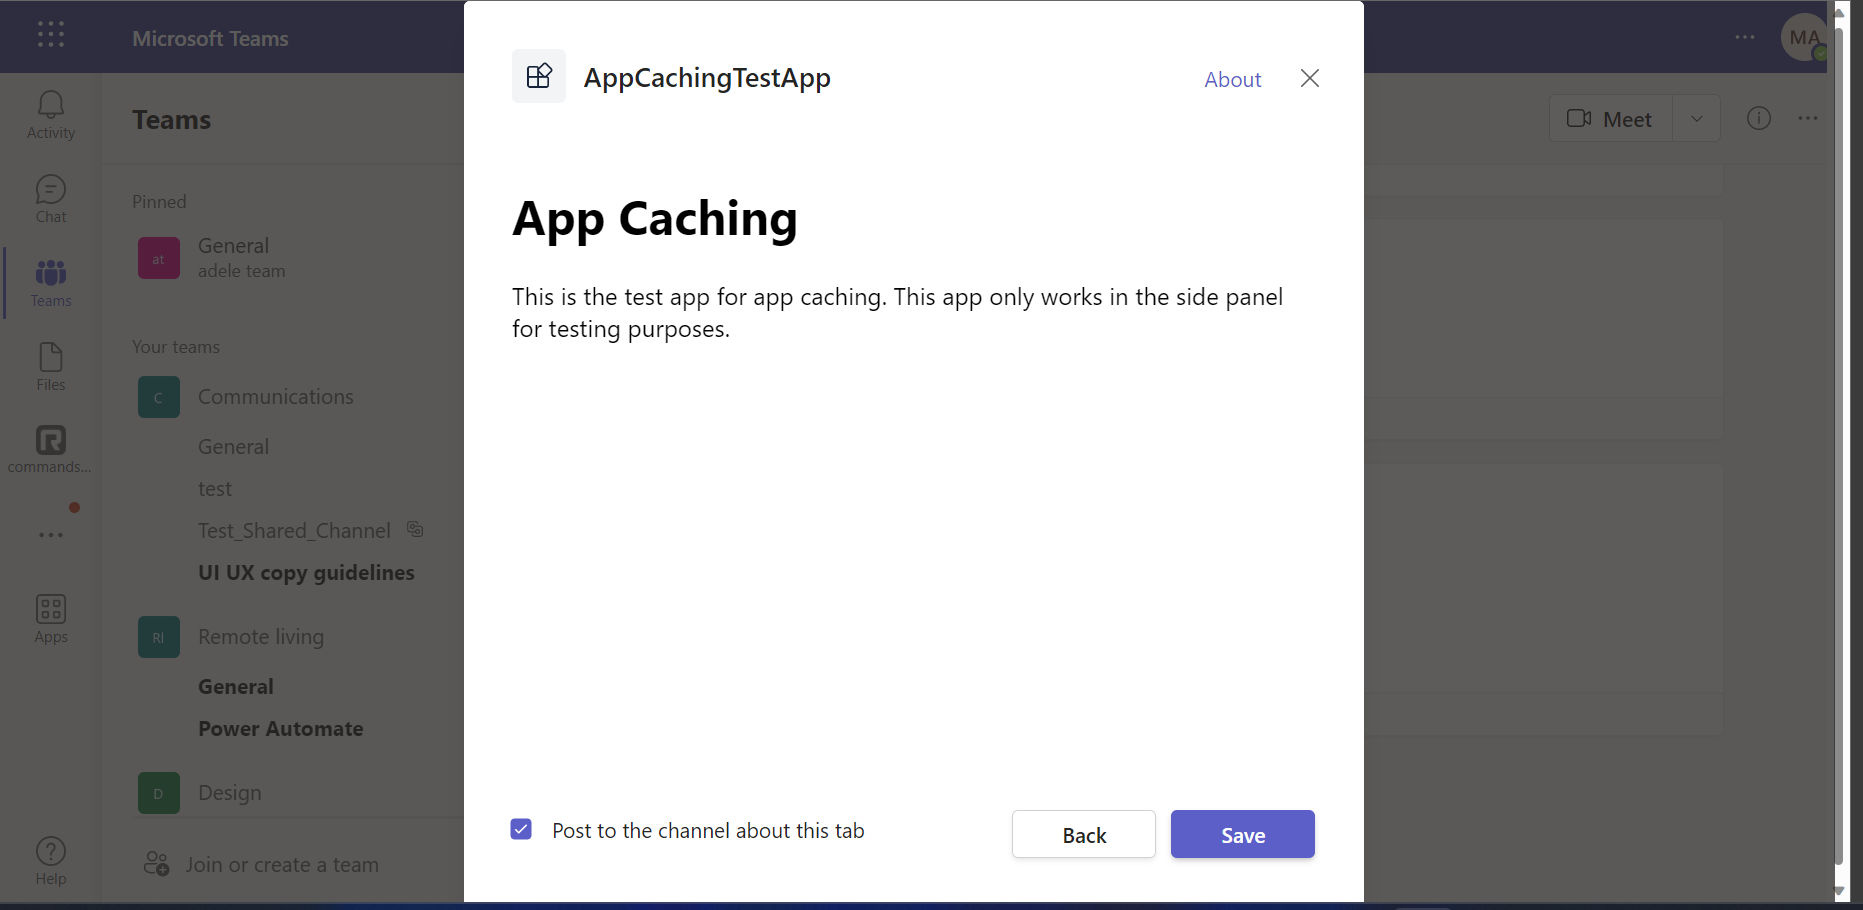 Microsoft Teams
MA
Activity
Chat
Teams
Files
commands...
Apps
Help
Teams
Pinned
at
General
adele team
Your teams
C
Communications
General
test
Test_Shared_Channel
UI UX copy guidelines
Rl
Remote living
General
Power Automate
D
Design
Join or create a team
AppCachingTestApp
About
App Caching
This is the test app for app caching. This app only works in the side panel
for testing purposes.
Post to the channel about this tab
Back
Save
Meet